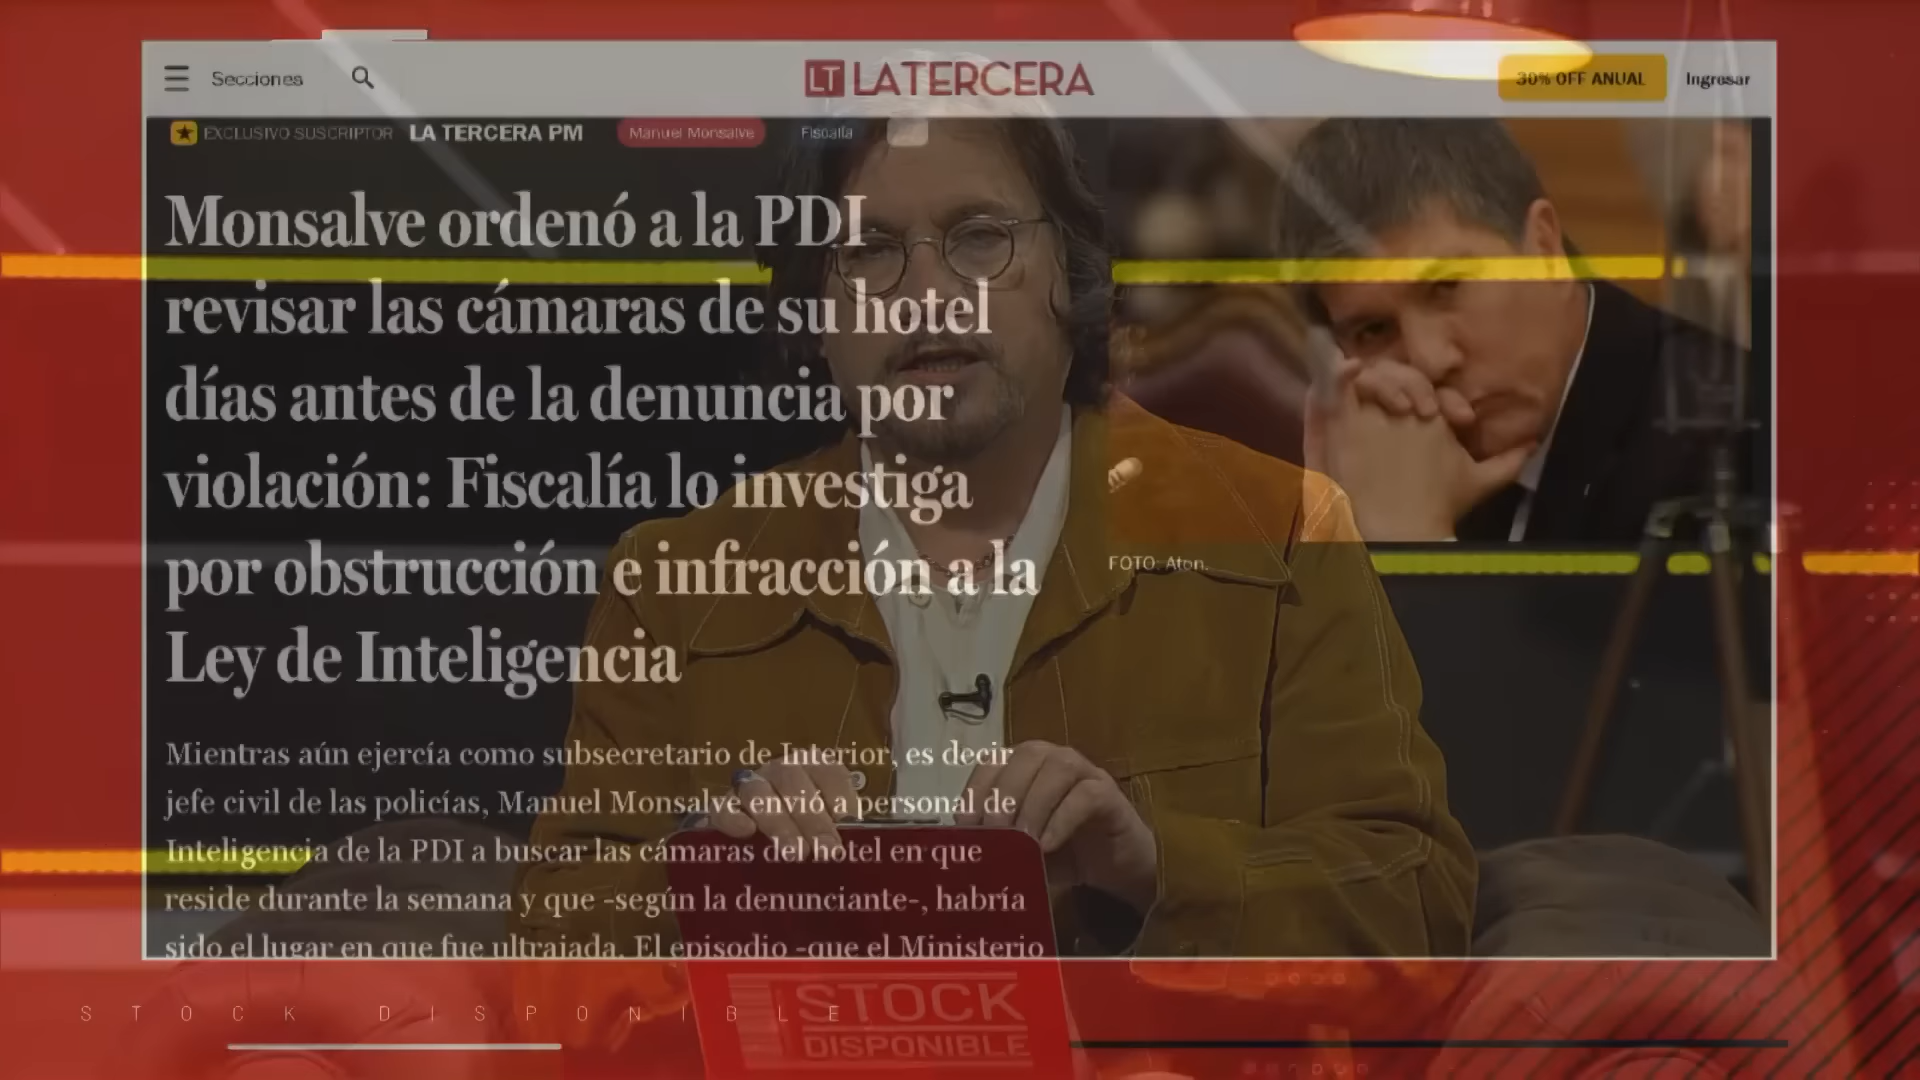 Secciones
LT LATERCERA
30% OFF ANUAL
Ingresar
EXCLUSIVO SUSCRIPTOR LA TERCERA PM Manuel Monsalve Fiscalía
Monsalve ordenó a la PDI
revisar las cámaras de su hotel
días antes de la denuncia por
violación: Fiscalía lo investiga
por obstrucción e infracción a la
Ley de Inteligencia
FOTO: Aton.
Mientras aún ejercía como subsecretario de Interior, es decir
jefe civil de las policías, Manuel Monsalve envió a personal de
Inteligencia de la PDI a buscar las cámaras del hotel en que
reside durante la semana y que -según la denunciante-, habría
sido el lugar en que fue ultrajada. El episodio -que el Ministerio
STOCK DISPONIBLE
STOCK
DISPONIBLE